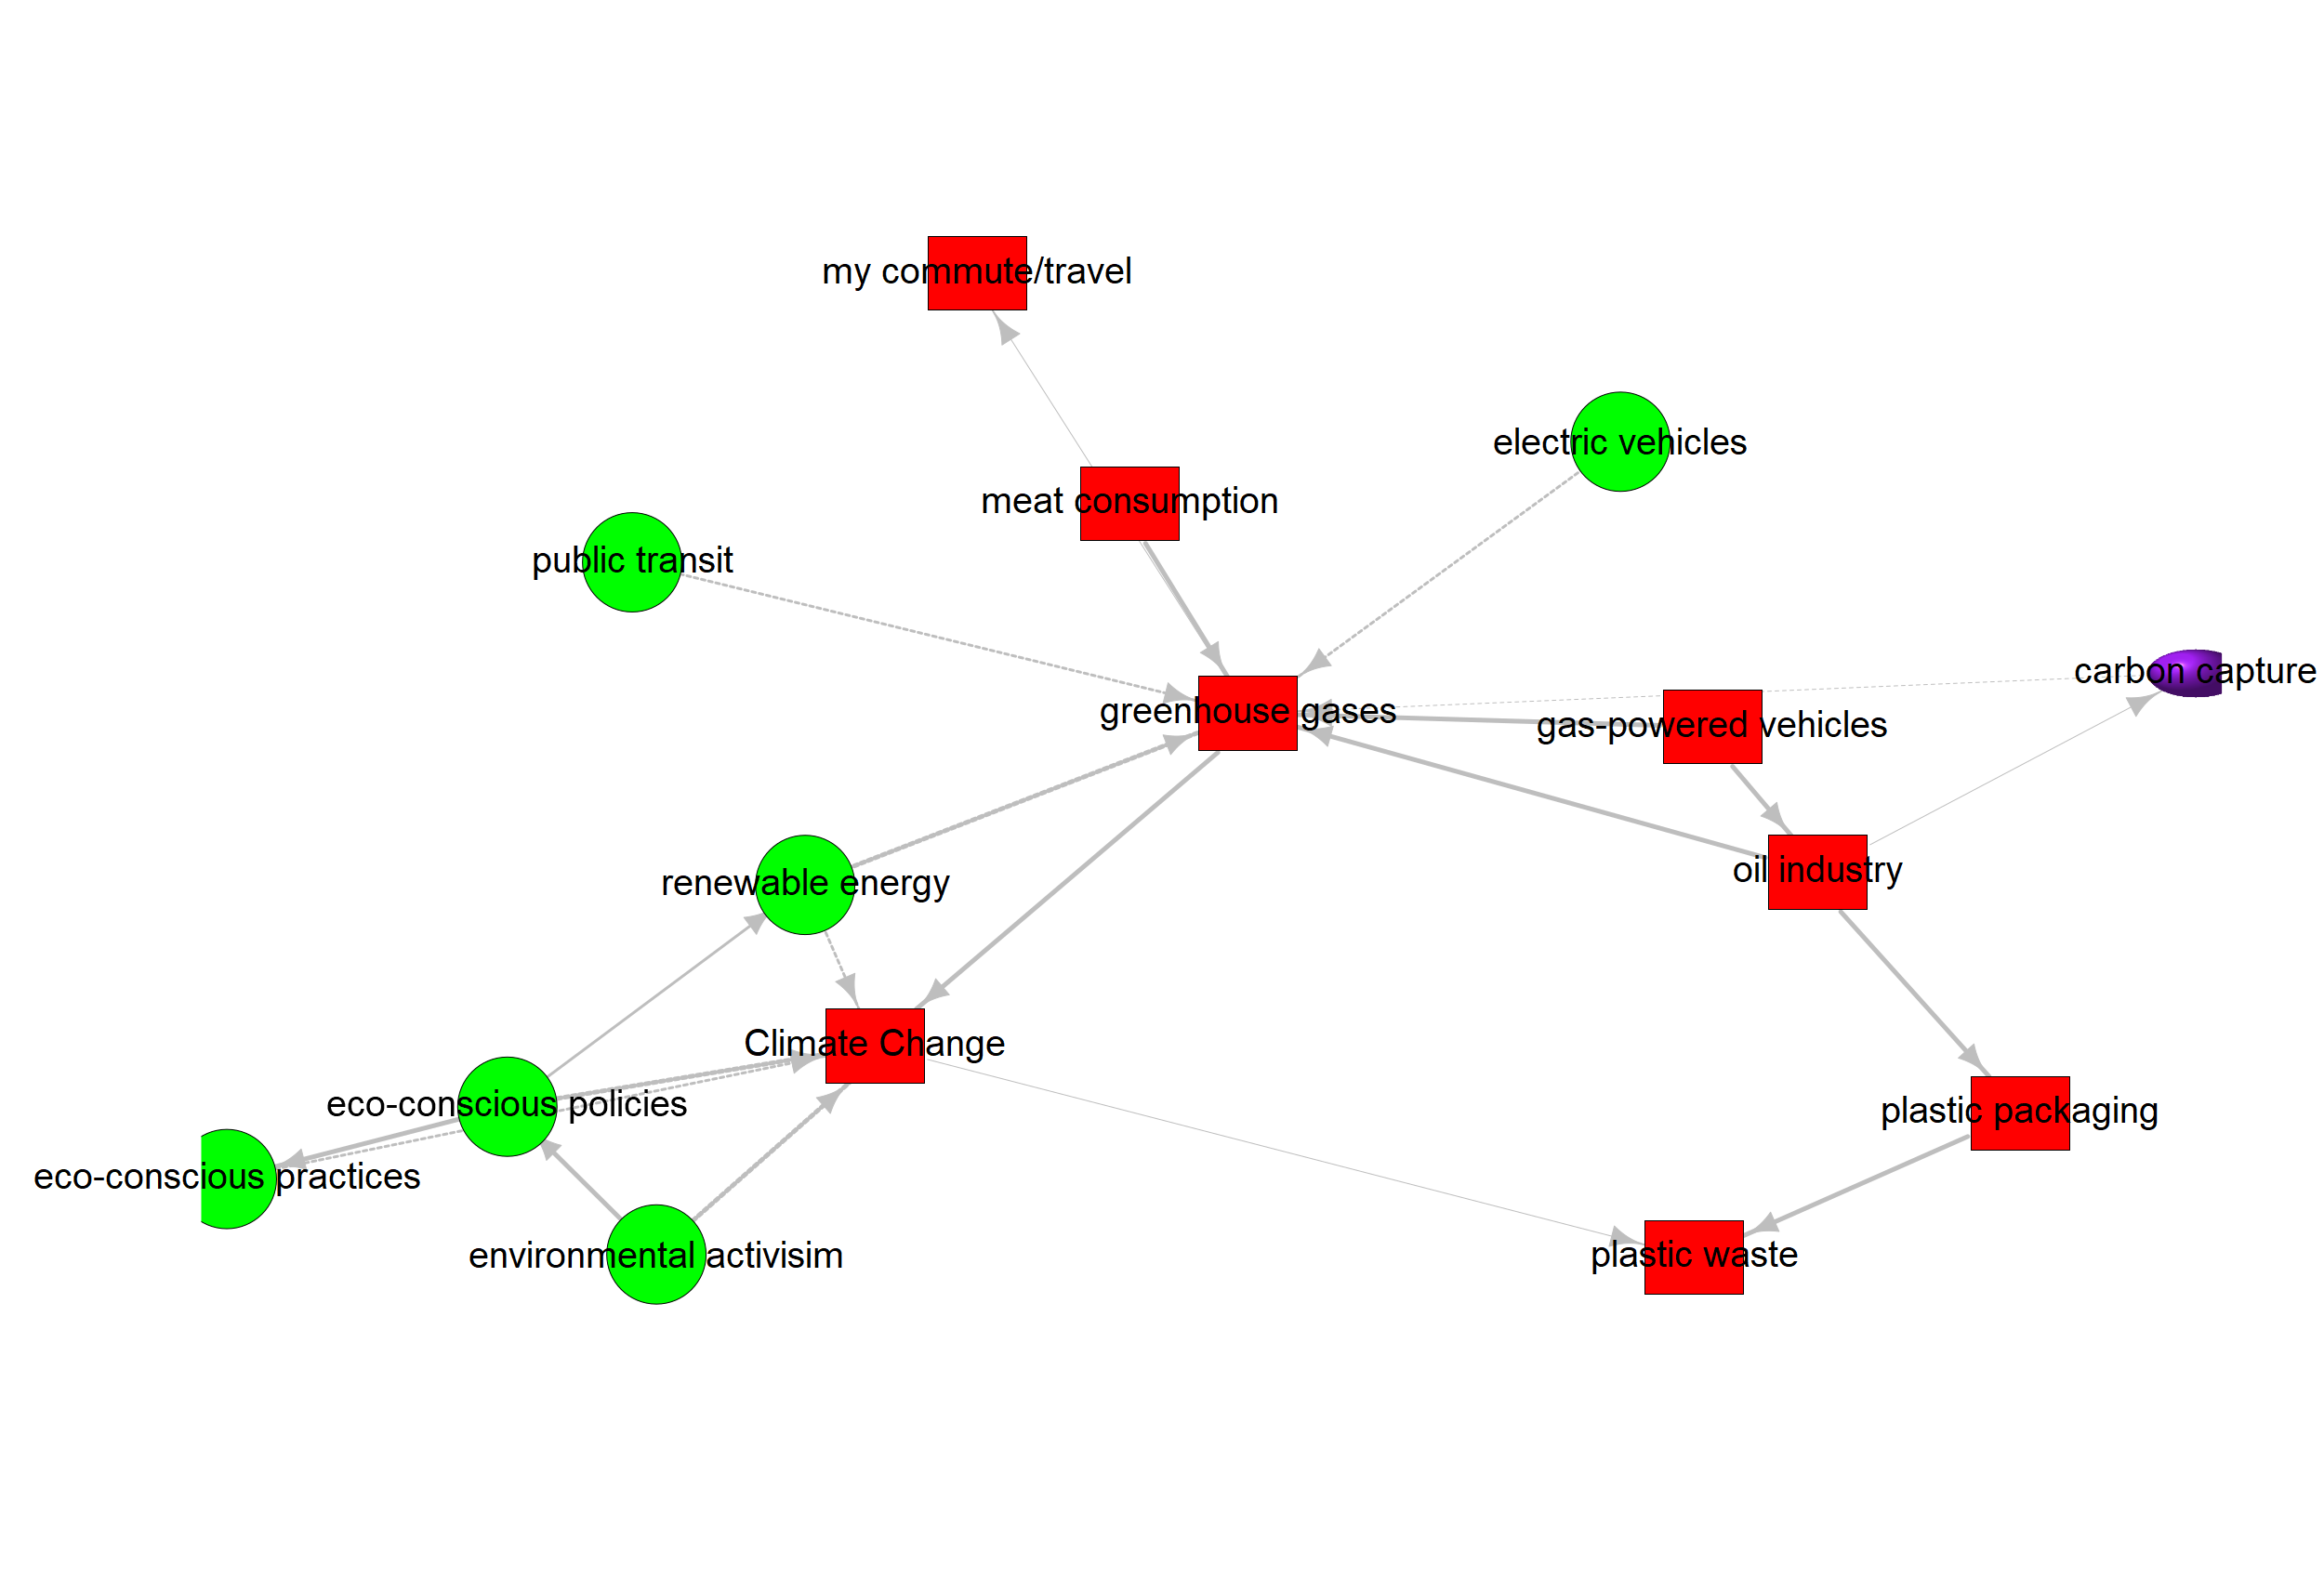 my commute/travel
electric vehicles
meat consumption
public transit
carbon capture
greenhouse gases
gas-powered vehicles
oil industry
renewable energy
Climate Change
eco-conscious policies
plastic packaging
eco-conscious practices
environmental activisim
plastic waste